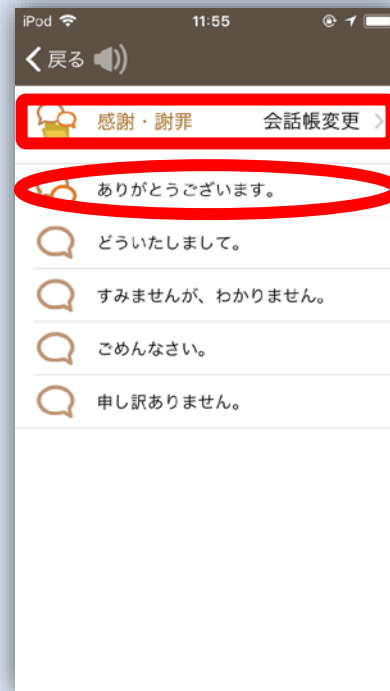 iPod 11:55
戻る
感謝・謝罪 会話帳変更
ありがとうございます。
どういたしまして。
すみませんが、わかりません。
ごめんなさい。
申し訳ありません。